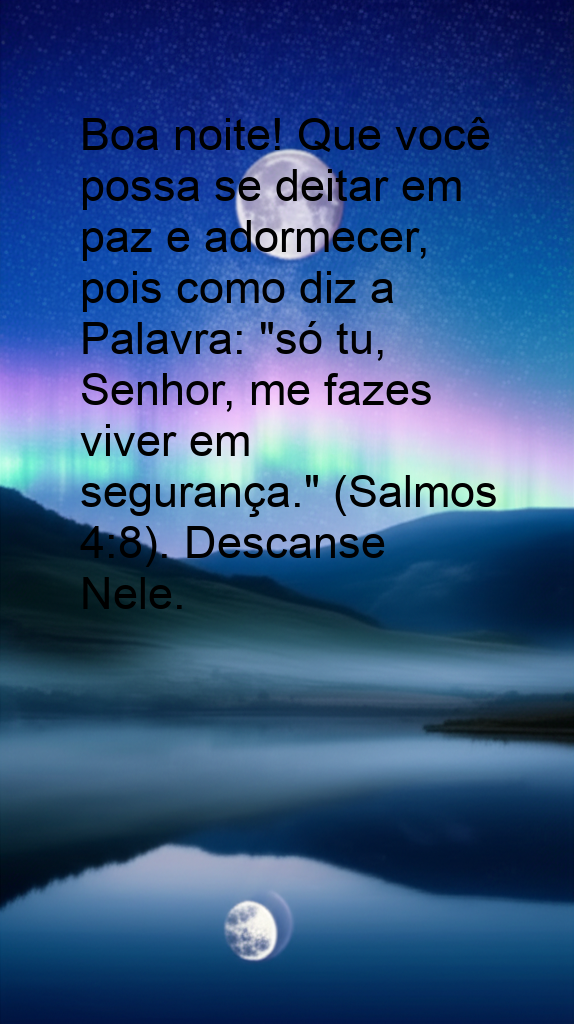 Boa noite! Que você
possa se deitar em
paz e adormecer,
pois como diz a
Palavra: "só tu,
Senhor, me fazes
viver em
segurança." (Salmos
4:8). Descanse
Nele.